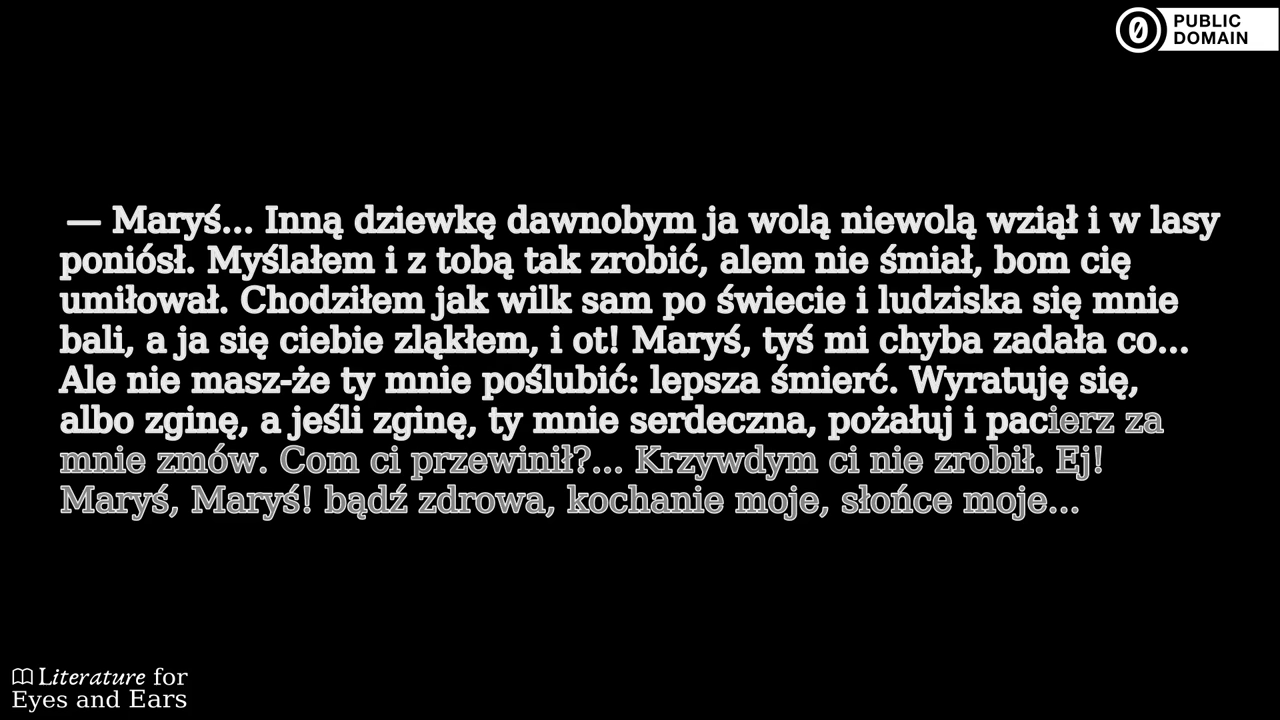 PUBLIC
DOMAIN
— Maryś... Inną dziewkę dawnobym ja wolą niewolą wziął i w lasy
poniósł. Myślałem i z tobą tak zrobić, alem nie śmiał, bom cię
umiłował. Chodziłem jak wilk sam po świecie i ludziska się mnie
bali, a ja się ciebie zląkłem, i ot! Maryś, tyś mi chyba zadała co...
Ale nie masz-że ty mnie poślubić: lepsza śmierć. Wyratuję się,
albo zginę, a jeśli zginę, ty mnie serdeczna, pożałuj i pacierz za
mnie zmów. Com ci przewinił?... Krzywdym ci nie zrobił. Ej!
Maryś, Maryś! bądź zdrowa, kochanie moje, słońce moje...
Literature for
Eyes and Ears